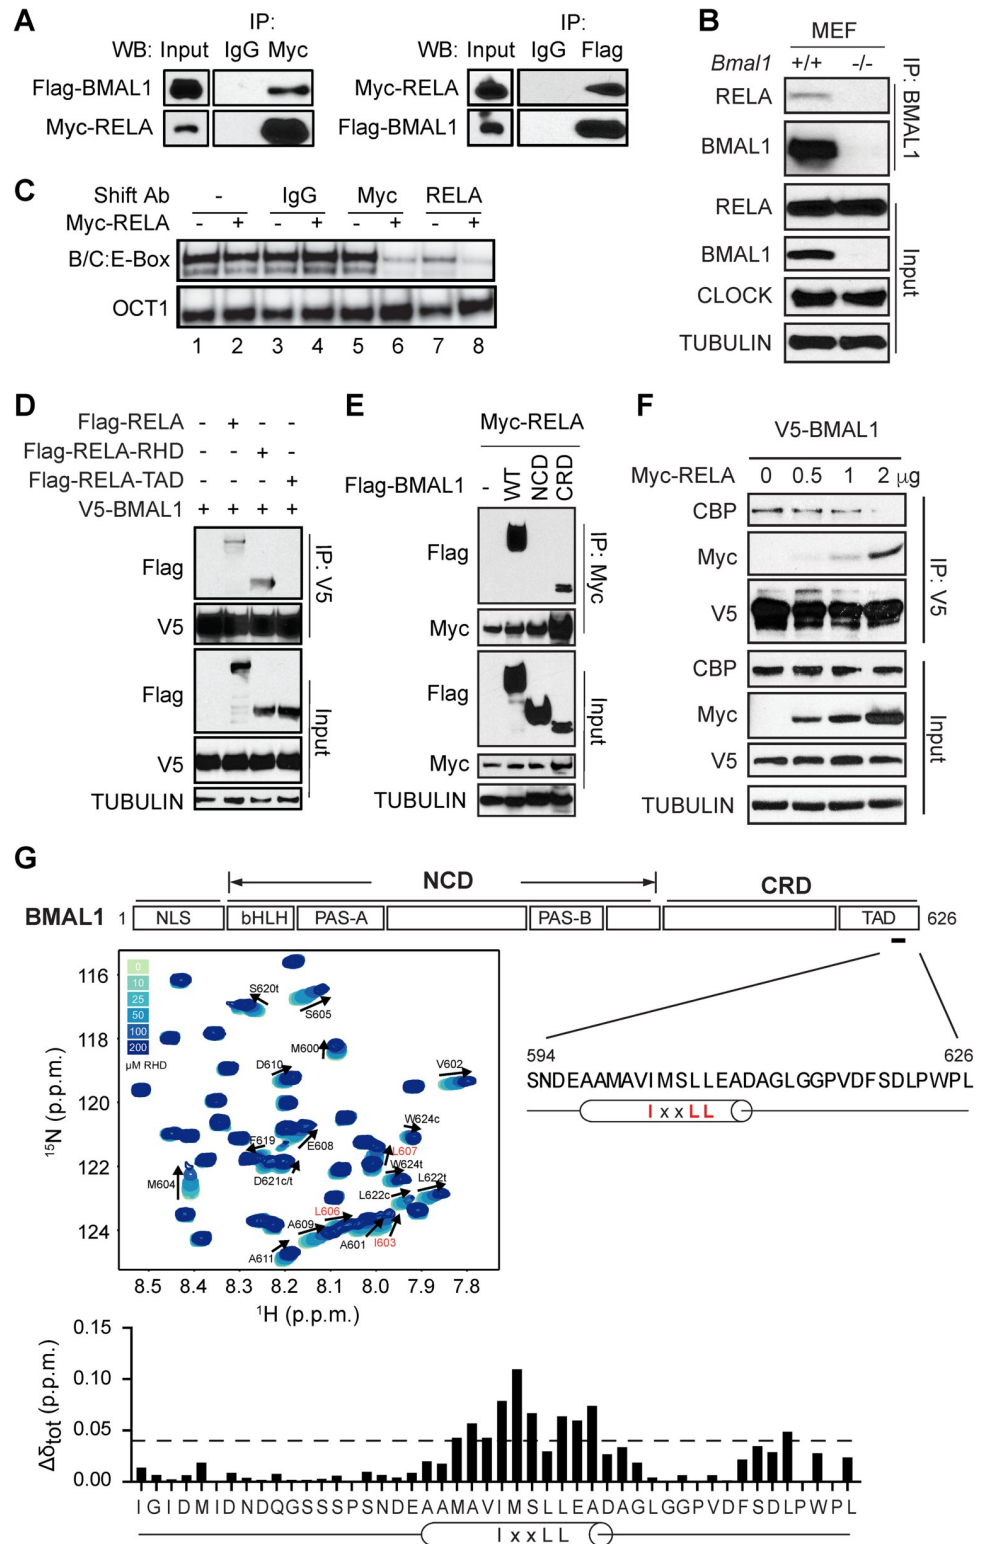 A
IP:
WB: Input IgG Myc
Flag-BMAL1
Myc-RELA
IP:
WB: Input IgG Flag
Myc-RELA
Flag-BMAL1
B
MEF
Bmal1 +/+ -/-
RELA
BMAL1
IP: BMAL1
RELA
BMAL1
CLOCK
TUBULIN
Input
C
Shift Ab - IgG Myc RELA
Myc-RELA - + - + - + - +
B/C:E-Box
OCT1
1 2 3 4 5 6 7 8
D
Flag-RELA - + - -
Flag-RELA-RHD - - + -
Flag-RELA-TAD - - - +
V5-BMAL1 + + + +
Flag
V5
IP: V5
Flag
V5
TUBULIN
Input
E
Myc-RELA
Flag-BMAL1 - WT NCD CRD
Flag
Myc
IP: Myc
Flag
Myc
TUBULIN
Input
F
V5-BMAL1
Myc-RELA 0 0.5 1 2 µg
CBP
Myc
V5
IP: V5
CBP
Myc
V5
TUBULIN
Input
G
NCD
CRD
BMAL1 1 NLS bHLH PAS-A PAS-B TAD 626
594 626
SNDEAAMAVIMSLLEADAGLGGPVDFSDLPWPL
I x x L L
0
10
25
50
100
200
µM RHD
S620t
S605
M600
D610
V602
W624c
F619
E608
L607
M604
D621c/t
W624t
L622c
L622t
L606
A609
A601
I603
A611
116
118
120
122
124
15N (p.p.m.)
8.5 8.4 8.3 8.2 8.1 8.0 7.9 7.8
1H (p.p.m.)
0.15
0.10
0.05
0.00
Δδtot (p.p.m.)
I G I D M I D N D Q G S S S P S N D E A A M A V I M S L L E A D A G L G G P V D F S D L P W P L
I x x L L